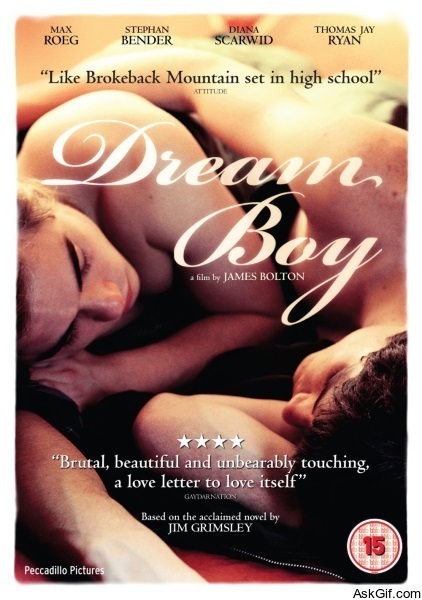 MAX ROEG
STEPHAN BENDER
DIANA SCARWID
THOMAS JAY RYAN
“Like Brokeback Mountain set in high school”
ATTITUDE
Dream
Boy
a film by JAMES BOLTON
★★★★
“Brutal, beautiful and unbearably touching,
a love letter to love itself”
GAYDARNATION
Based on the acclaimed novel by
JIM GRIMSLEY
15
Peccadillo Pictures
AskGif.com